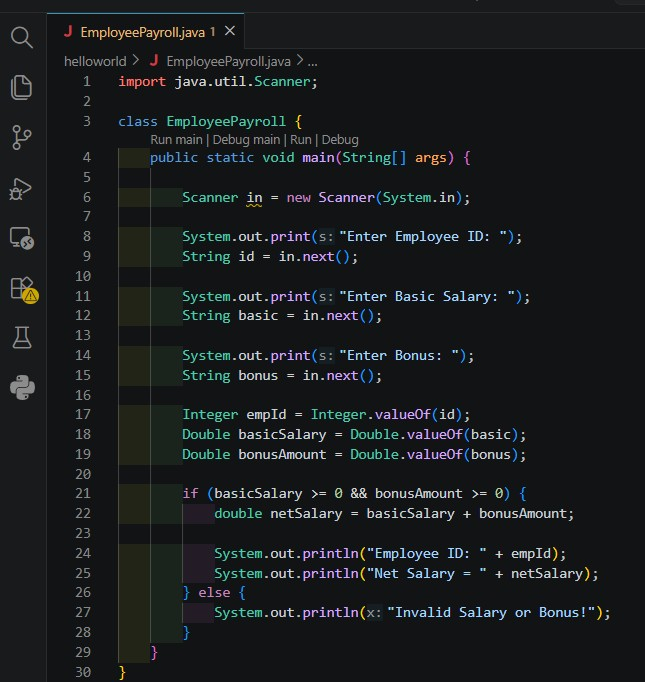 EmployeePayroll.java 1
helloworld > EmployeePayroll.java > ...
1 import java.util.Scanner;
2
3 class EmployeePayroll {
Run main | Debug main | Run | Debug
4 public static void main(String[] args) {
5
6 Scanner in = new Scanner(System.in);
7
8 System.out.print(s: "Enter Employee ID: ");
9 String id = in.next();
10
11 System.out.print(s: "Enter Basic Salary: ");
12 String basic = in.next();
13
14 System.out.print(s: "Enter Bonus: ");
15 String bonus = in.next();
16
17 Integer empId = Integer.valueOf(id);
18 Double basicSalary = Double.valueOf(basic);
19 Double bonusAmount = Double.valueOf(bonus);
20
21 if (basicSalary >= 0 && bonusAmount >= 0) {
22 double netSalary = basicSalary + bonusAmount;
23
24 System.out.println("Employee ID: " + empId);
25 System.out.println("Net Salary = " + netSalary);
26 } else {
27 System.out.println(x: "Invalid Salary or Bonus!");
28 }
29 }
30 }